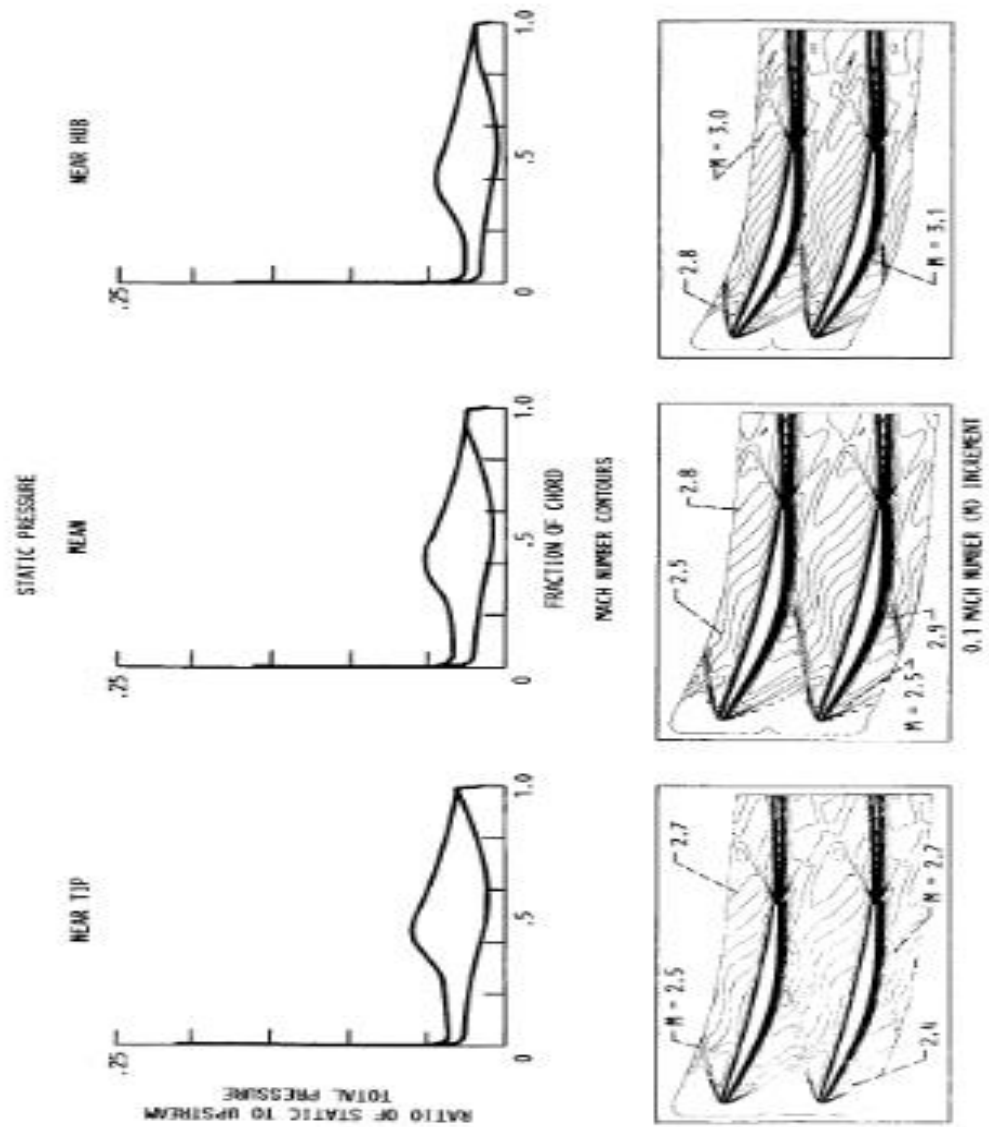 STATIC PRESSURE
NEAR TIP
MEAN
NEAR HUB
RATIO OF STATIC TO UPSTREAM
TOTAL PRESSURE
.25
0
.5
1.0
.25
0
.5
1.0
.25
0
.5
1.0
FRACTION OF CHORD
MACH NUMBER CONTOURS
M = 2.5
2.7
2.4
M = 2.7
2.5
2.8
M = 2.5
2.9
2.8
M = 3.0
M = 3.1
0.1 MACH NUMBER (M) INCREMENT